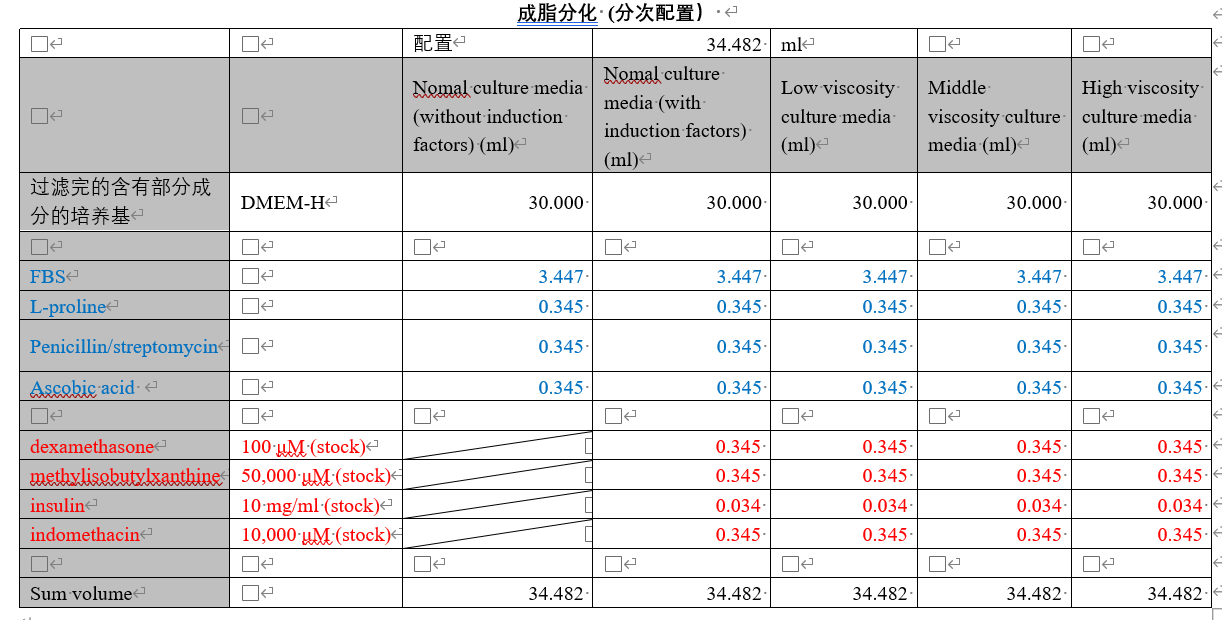 成脂分化 (分次配置)
配置 34.482 ml
Nomal culture media (without induction factors) (ml) Nomal culture media (with induction factors) (ml) Low viscosity culture media (ml) Middle viscosity culture media (ml) High viscosity culture media (ml)
过滤完的含有部分成分的培养基 DMEM-H 30.000 30.000 30.000 30.000 30.000
FBS 3.447 3.447 3.447 3.447 3.447
L-proline 0.345 0.345 0.345 0.345 0.345
Penicillin/streptomycin 0.345 0.345 0.345 0.345 0.345
Ascobic acid 0.345 0.345 0.345 0.345 0.345
dexamethasone 100 μM (stock) 0.345 0.345 0.345 0.345
methylisobutylxanthine 50,000 μM (stock) 0.345 0.345 0.345 0.345
insulin 10 mg/ml (stock) 0.034 0.034 0.034 0.034
indomethacin 10,000 μM (stock) 0.345 0.345 0.345 0.345
Sum volume 34.482 34.482 34.482 34.482 34.482